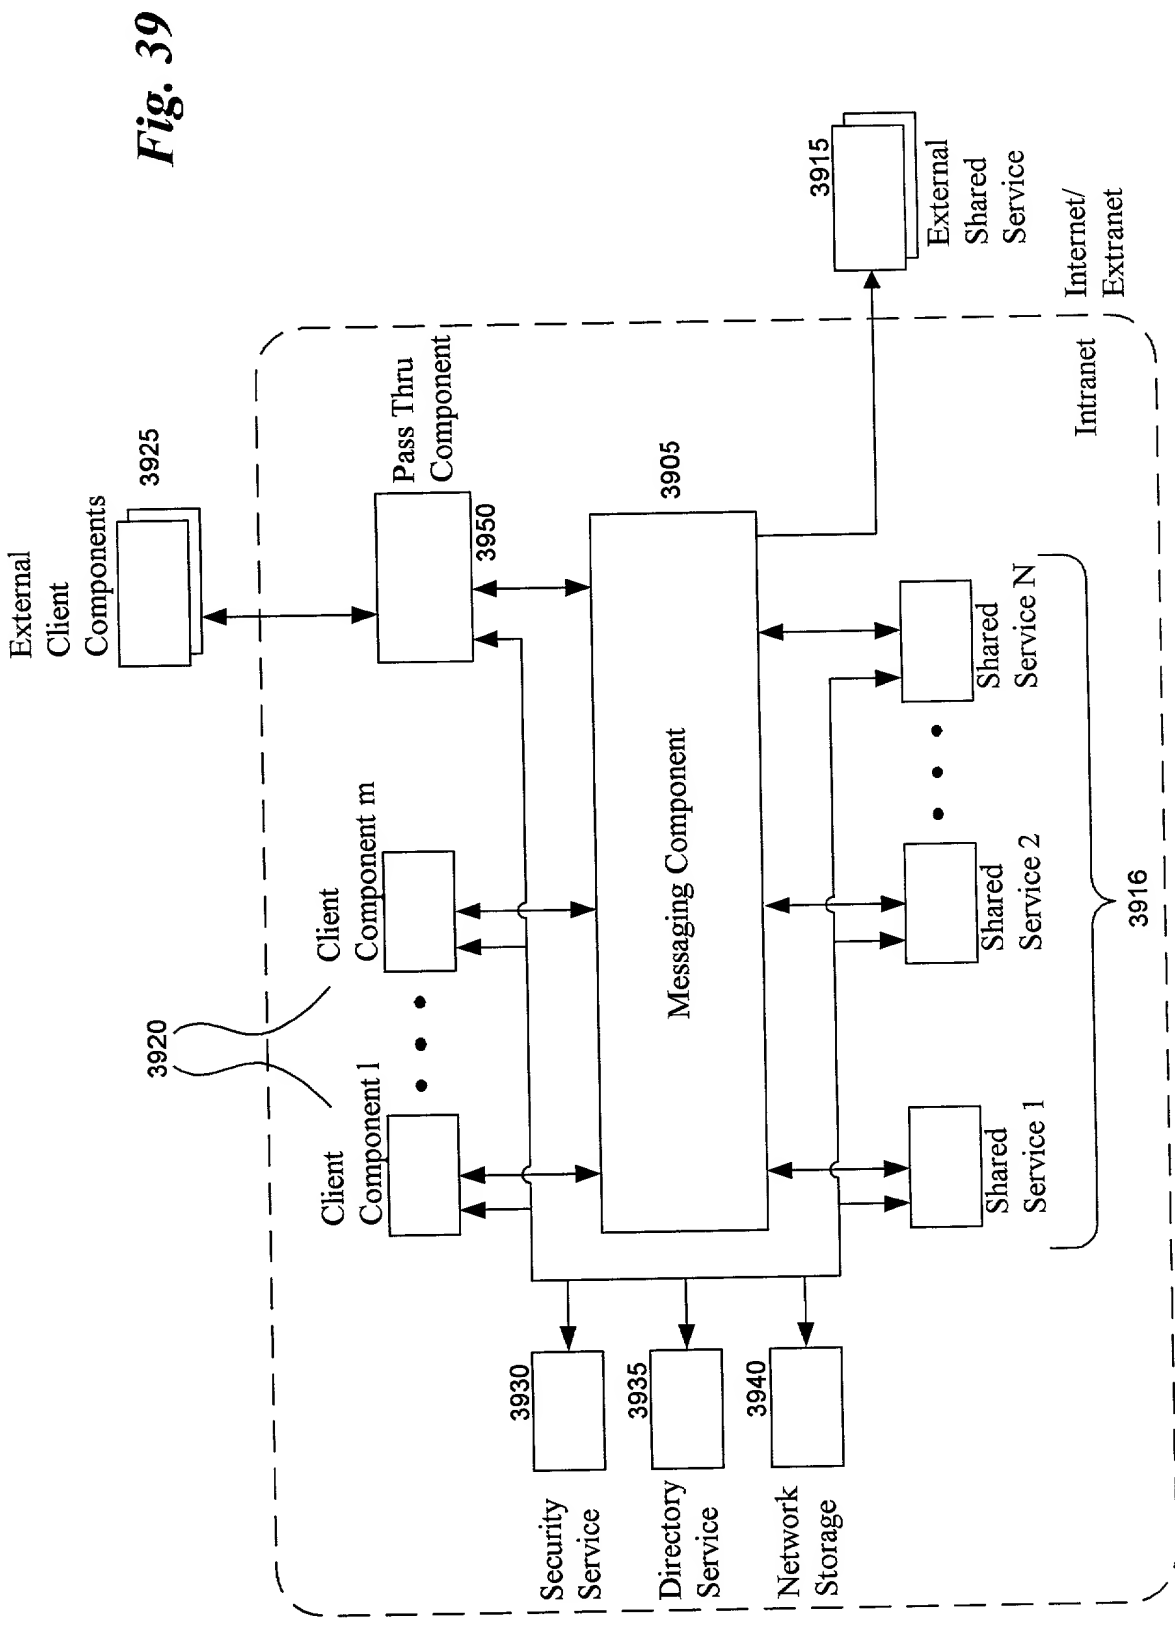 Fig. 39
External
Client
Components
3925
3920
Client
Component 1
Client
Component m
Pass Thru
Component
3950
3905
Messaging Component
3930
Security
Service
3935
Directory
Service
3940
Network
Storage
Shared
Service 1
Shared
Service 2
Shared
Service N
3916
3915
External
Shared
Service
Intranet
Internet/
Extranet